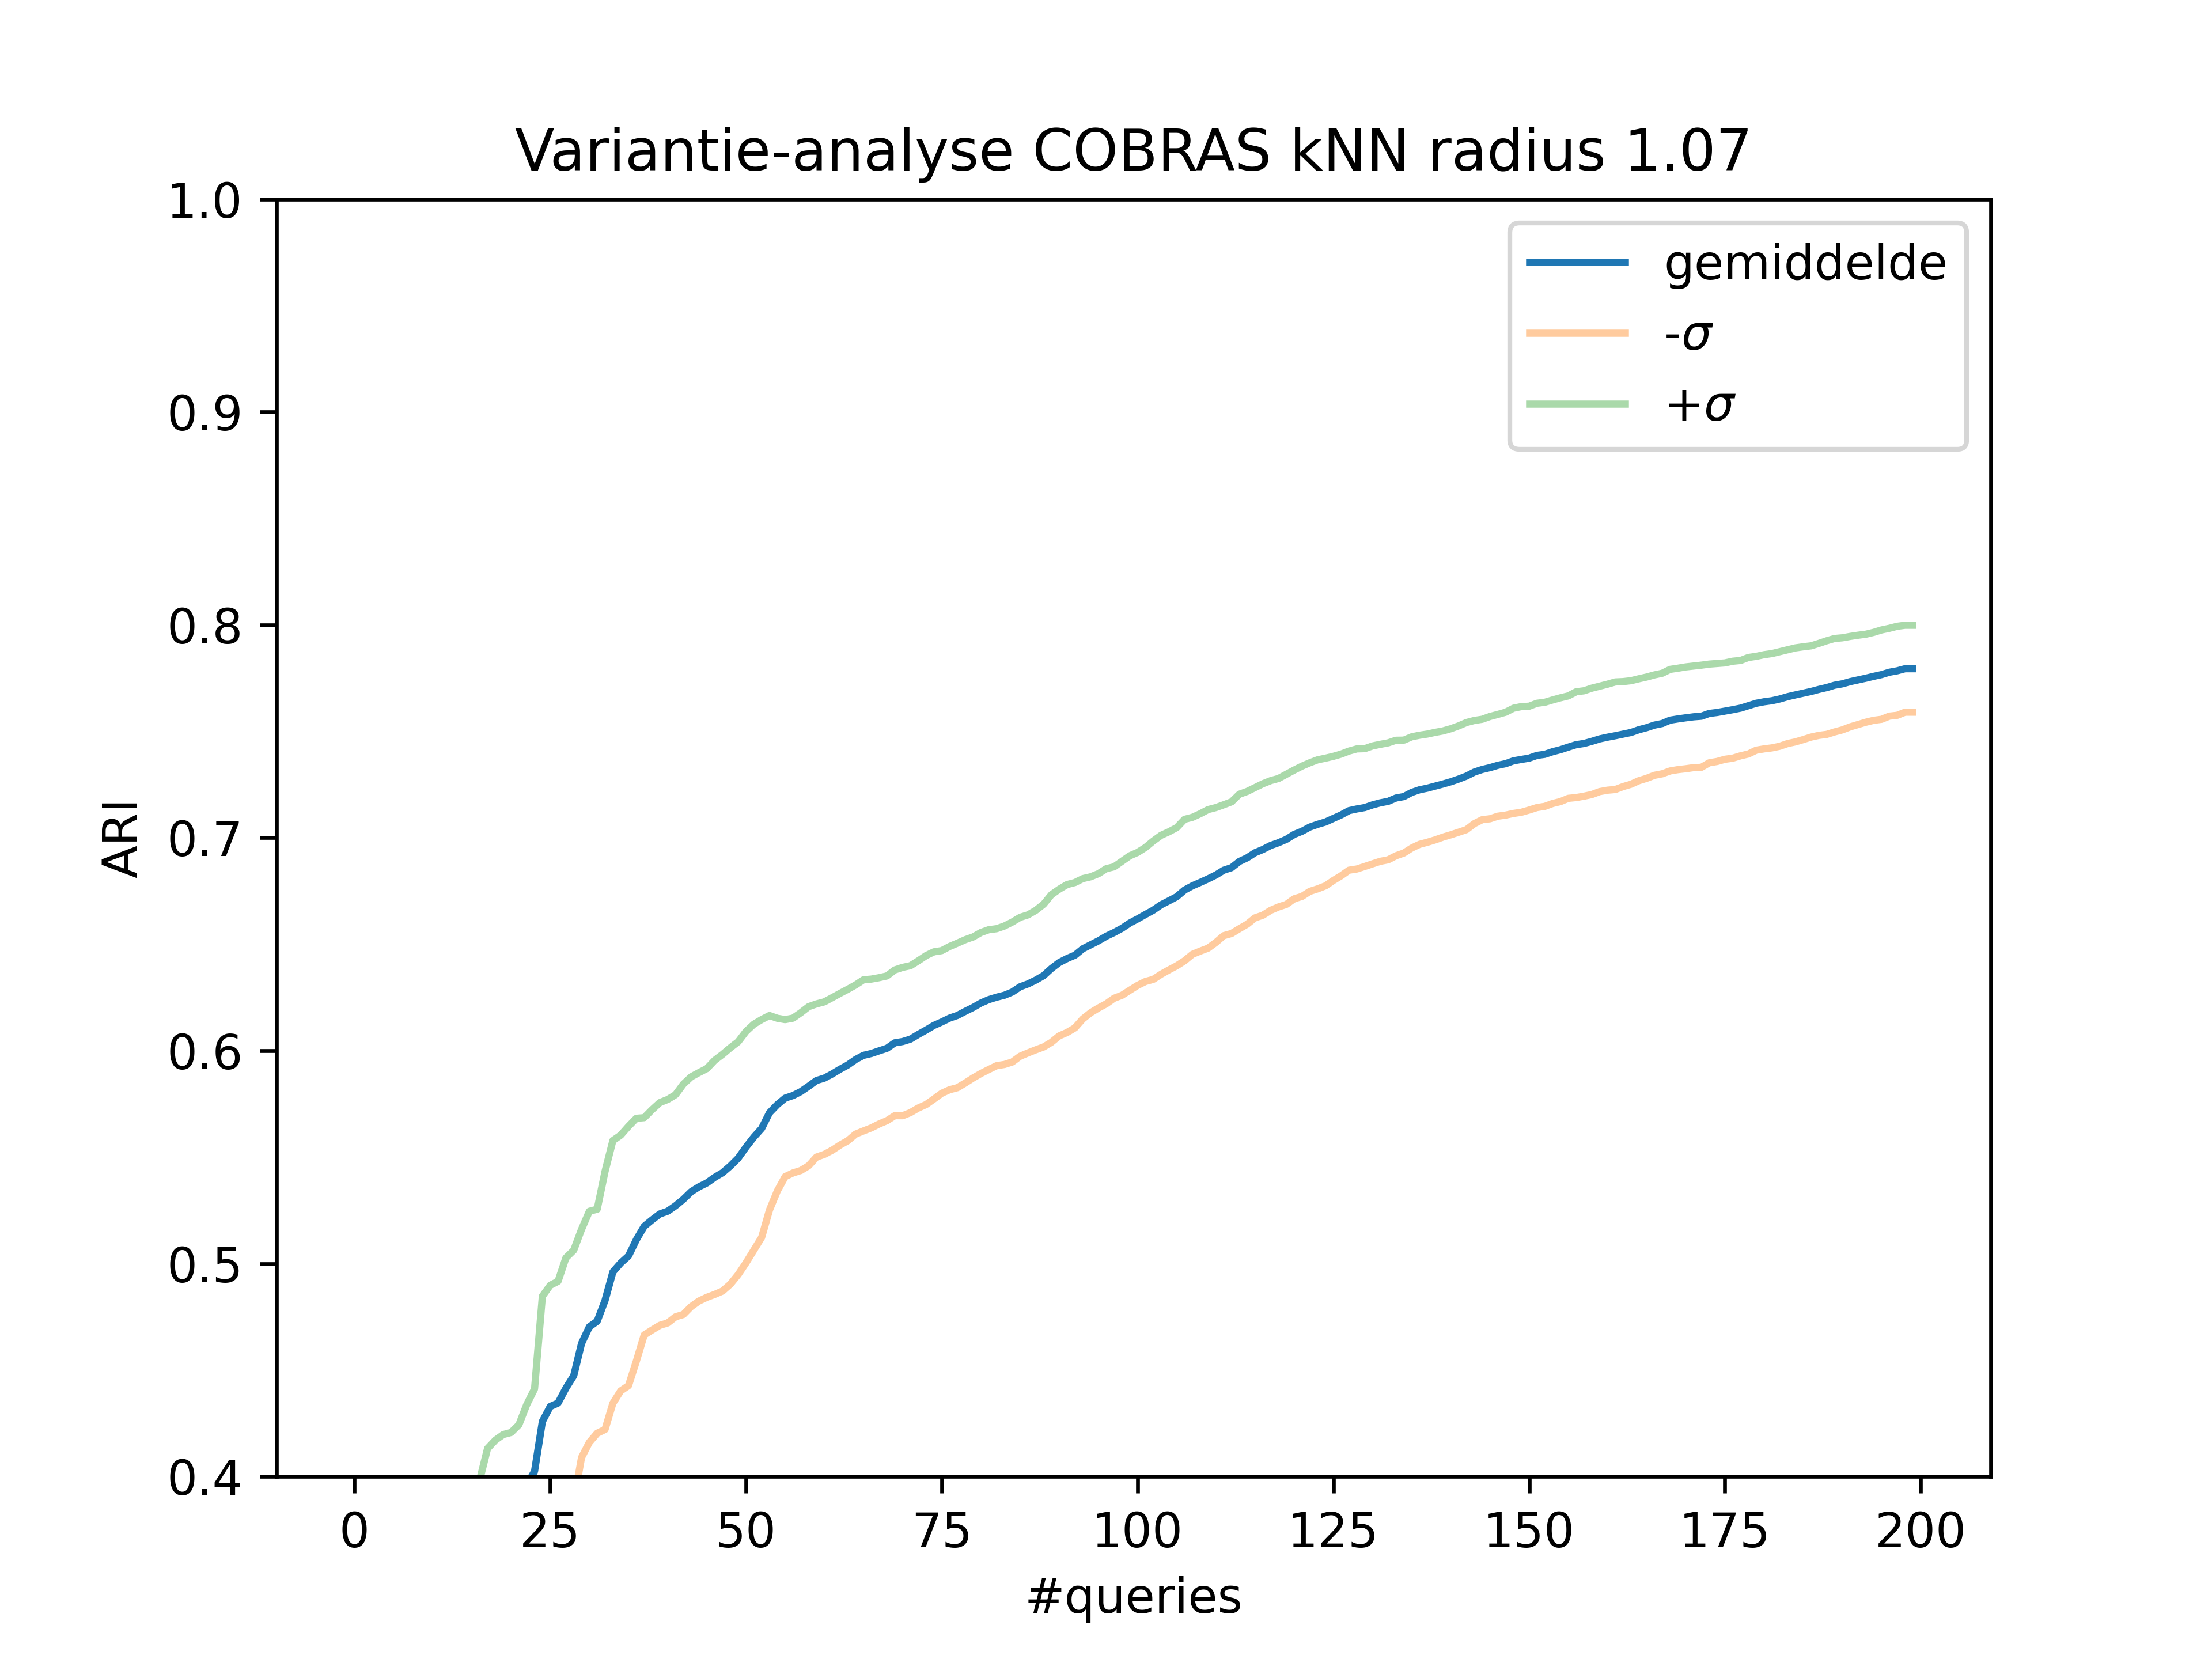 Variantie-analyse COBRAS kNN radius 1.07
1.0
0.9
0.8
0.7
0.6
0.5
0.4
ARI
gemiddelde
-σ
+σ
0 25 50 75 100 125 150 175 200
#queries